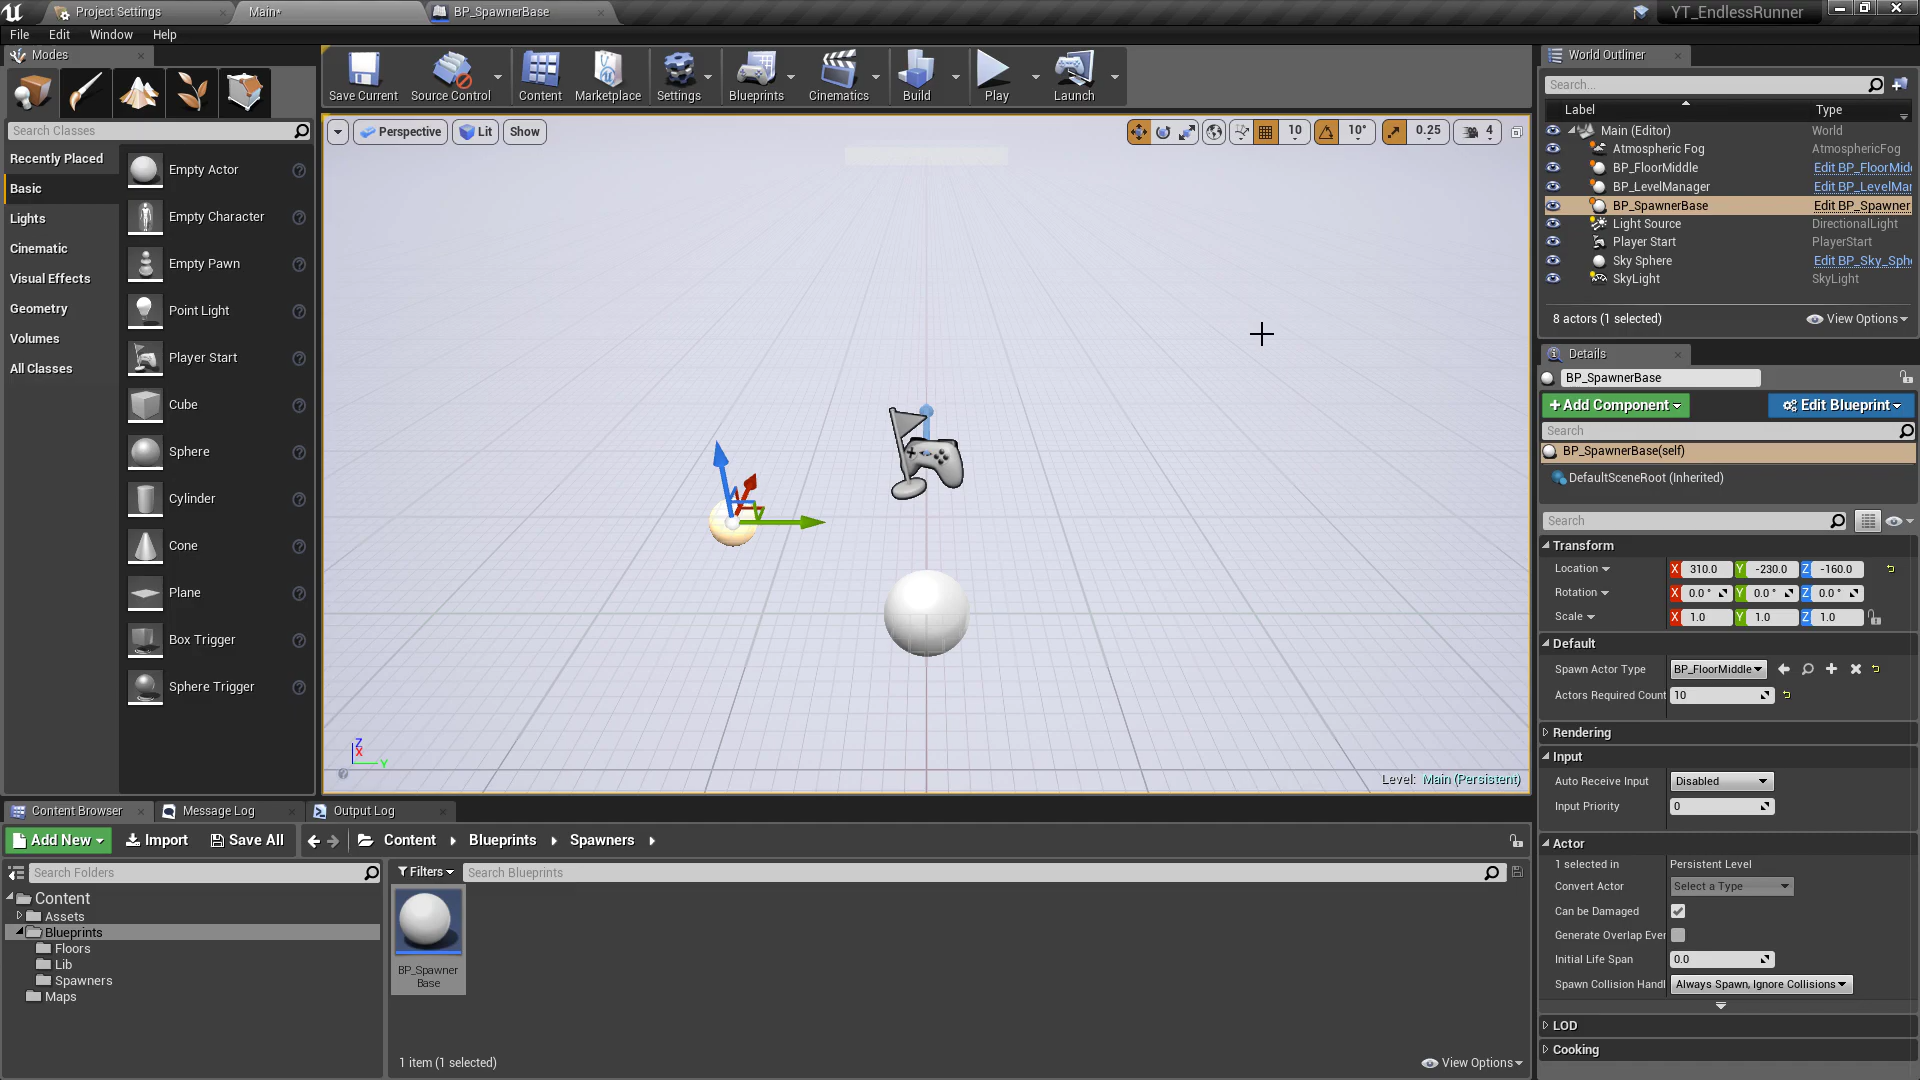 Project Settings
Main*
BP_SpawnerBase
YT_EndlessRunner
File
Edit
Window
Help
Modes
Save Current
Source Control
Content
Marketplace
Settings
Blueprints
Cinematics
Build
Play
Launch
Search Classes
Recently Placed
Basic
Lights
Cinematic
Visual Effects
Geometry
Volumes
All Classes
Empty Actor
Empty Character
Empty Pawn
Point Light
Player Start
Cube
Sphere
Cylinder
Cone
Plane
Box Trigger
Sphere Trigger
Perspective
Lit
Show
10
10°
0.25
4
Z
X
Y
Level: Main (Persistent)
World Outliner
Search...
Label
Type
Main (Editor)
World
Atmospheric Fog
AtmosphericFog
BP_FloorMiddle
Edit BP_FloorMidd
BP_LevelManager
Edit BP_LevelMar
BP_SpawnerBase
Edit BP_Spawner
Light Source
DirectionalLight
Player Start
PlayerStart
Sky Sphere
Edit BP_Sky_Sphe
SkyLight
SkyLight
8 actors (1 selected)
View Options
Details
BP_SpawnerBase
+Add Component
Edit Blueprint
Search
BP_SpawnerBase(self)
DefaultSceneRoot (Inherited)
Search
Transform
Location
X 310.0 Y -230.0 Z -160.0
Rotation
X 0.0 ° Y 0.0 ° Z 0.0 °
Scale
X 1.0 Y 1.0 Z 1.0
Default
Spawn Actor Type
BP_FloorMiddle
Actors Required Count
10
Rendering
Input
Auto Receive Input
Disabled
Input Priority
0
Actor
1 selected in
Persistent Level
Convert Actor
Select a Type
Can be Damaged
Generate Overlap Ever
Initial Life Span
0.0
Spawn Collision Handl
Always Spawn, Ignore Collisions
LOD
Cooking
Content Browser
Message Log
Output Log
Add New
Import
Save All
Content
Blueprints
Spawners
Search Folders
Filters
Search Blueprints
Content
Assets
Blueprints
Floors
Lib
Spawners
Maps
BP_Spawner
Base
1 item (1 selected)
View Options